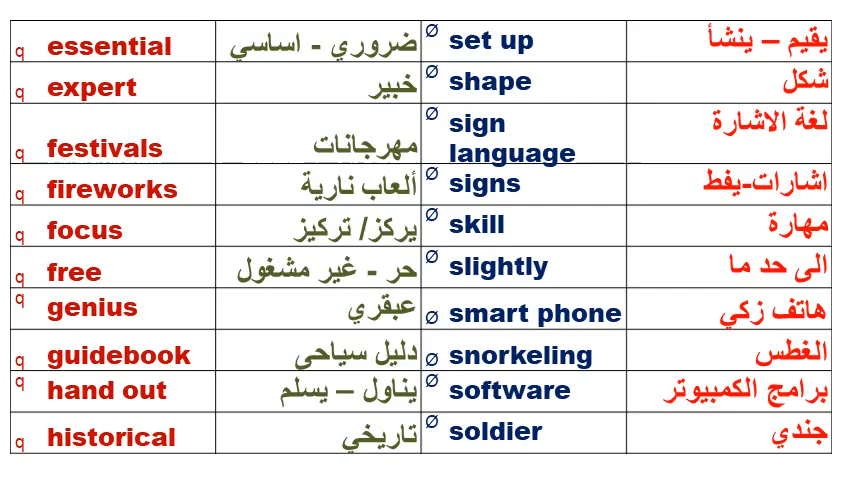 q essential ضروري - اساسي Ø set up يقيم – ينشأ
q expert خبير Ø shape شكل
q festivals مهرجانات Ø sign language لغة الاشارة
q fireworks ألعاب نارية Ø signs اشارات-يفط
q focus يركز/ تركيز Ø skill مهارة
q free حر - غير مشغول Ø slightly الى حد ما
q genius عبقري Ø smart phone هاتف زكي
q guidebook دليل سياحى Ø snorkeling الغطس
q hand out يناول – يسلم Ø software برامج الكمبيوتر
q historical تاريخي Ø soldier جندي